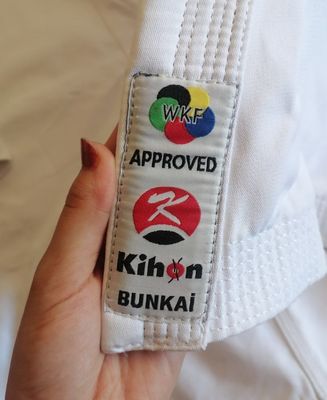 WKF
APPROVED
K
Kihon
BUNKAi